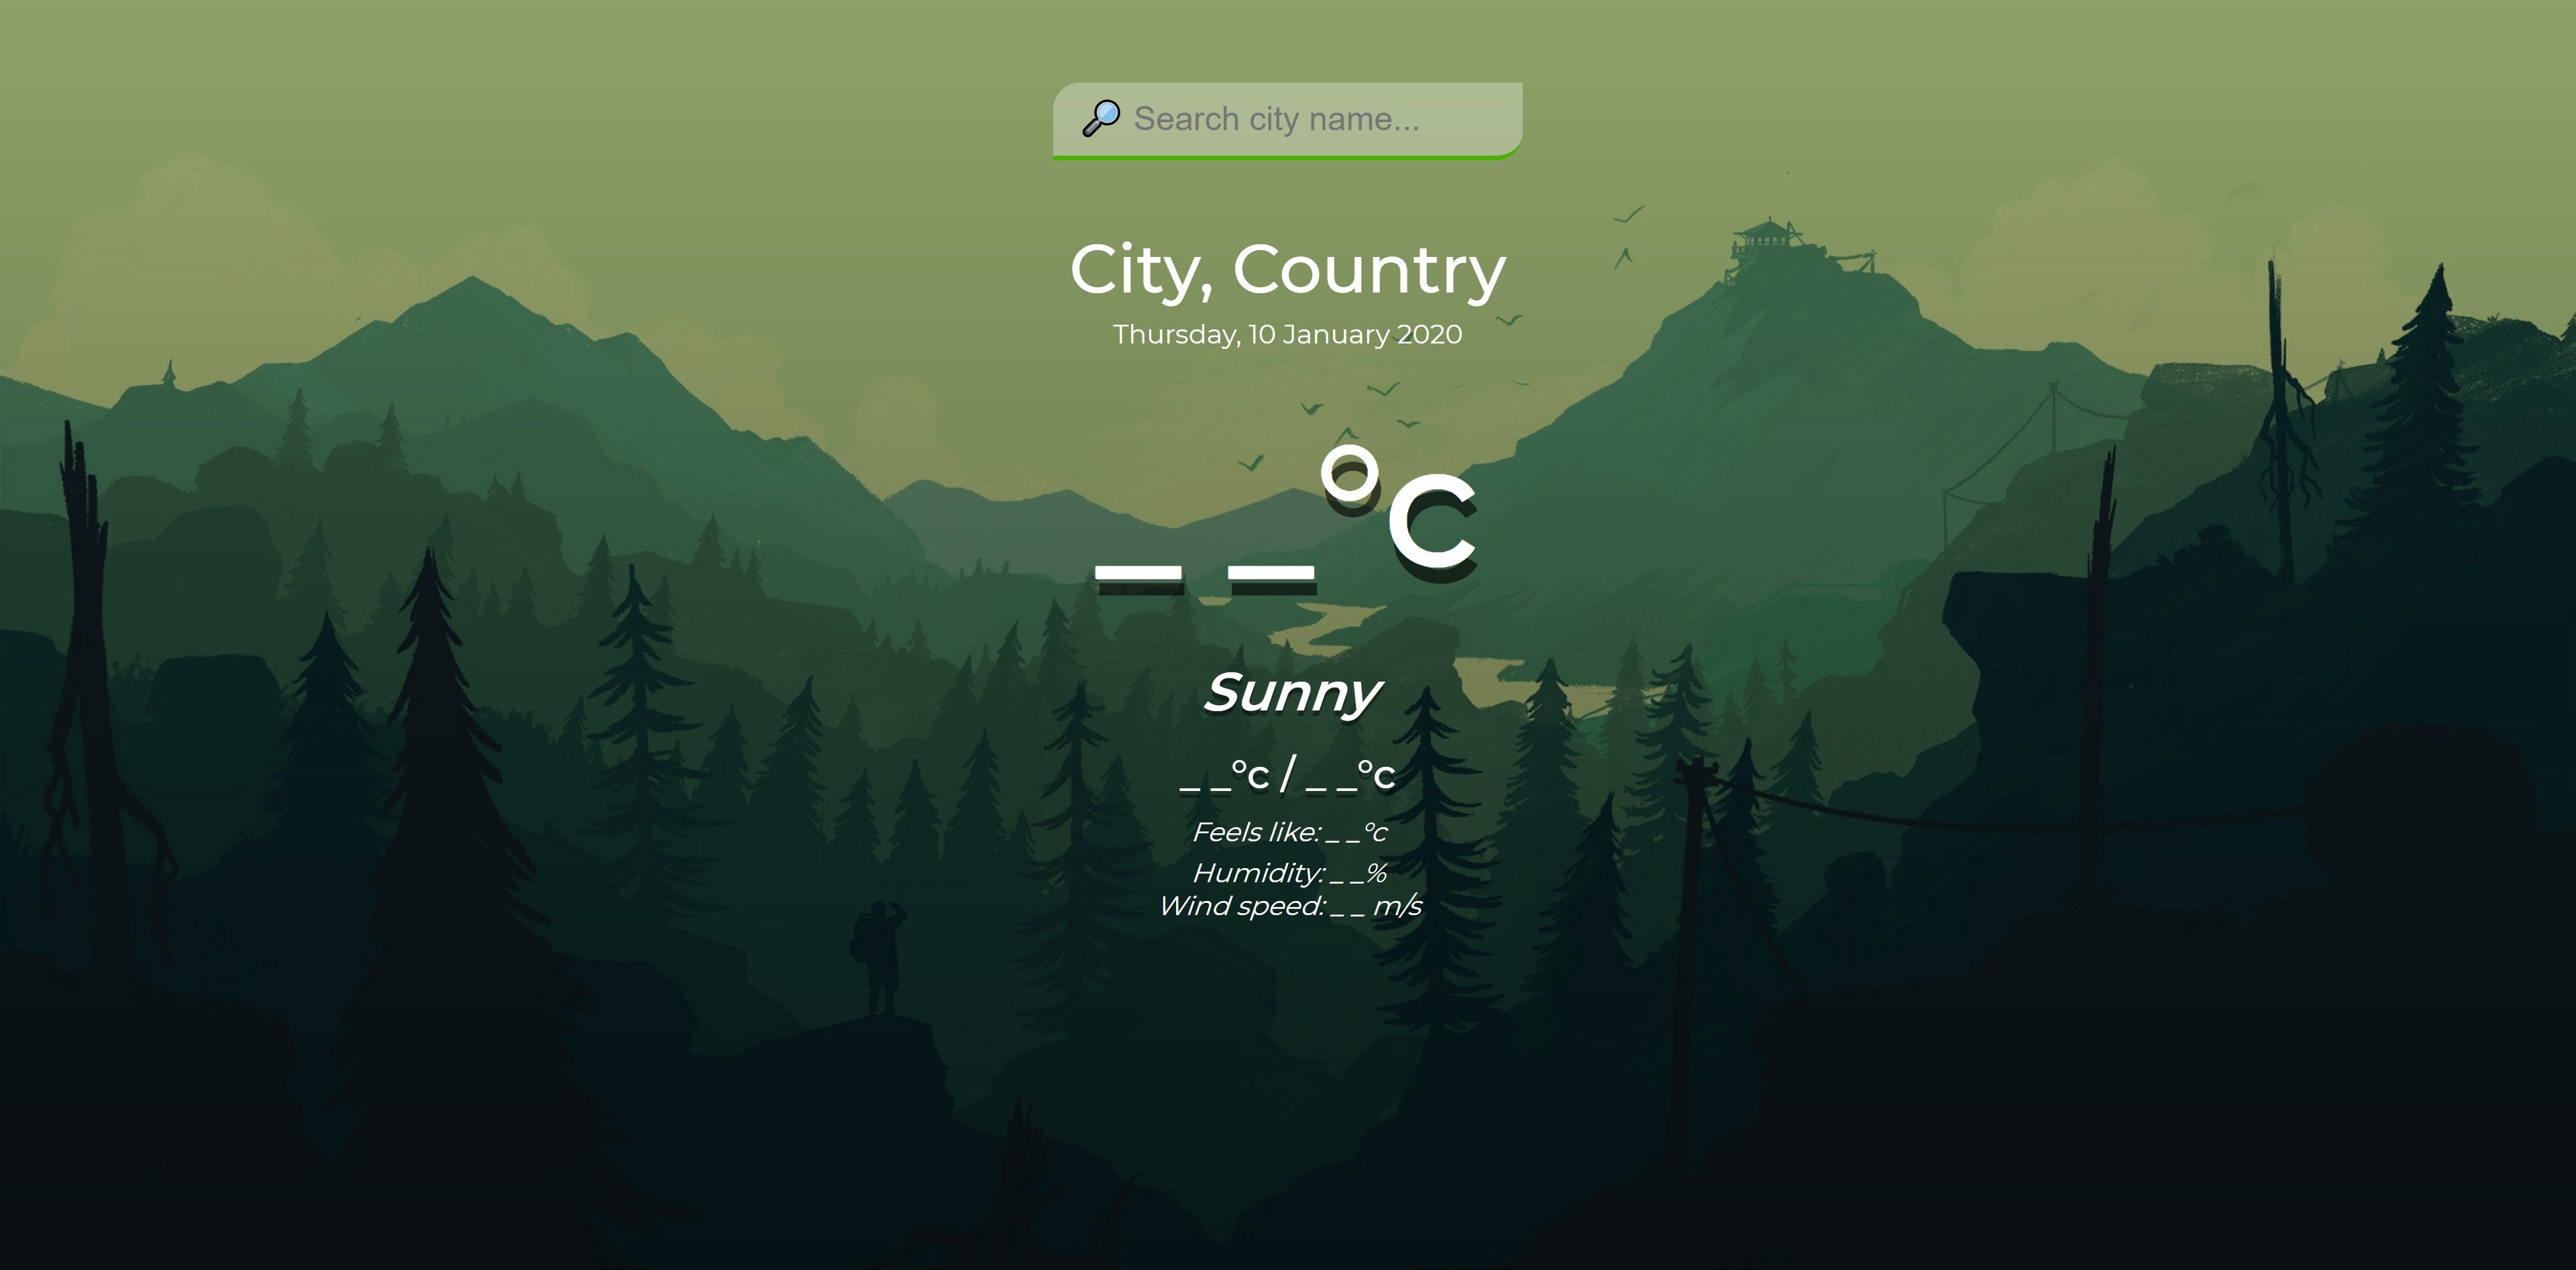 Search city name...
City, Country
Thursday, 10 January 2020
_ _°c
Sunny
_ _°c / _ _°c
Feels like: _ _°c
Humidity: _ _%
Wind speed: _ _ m/s